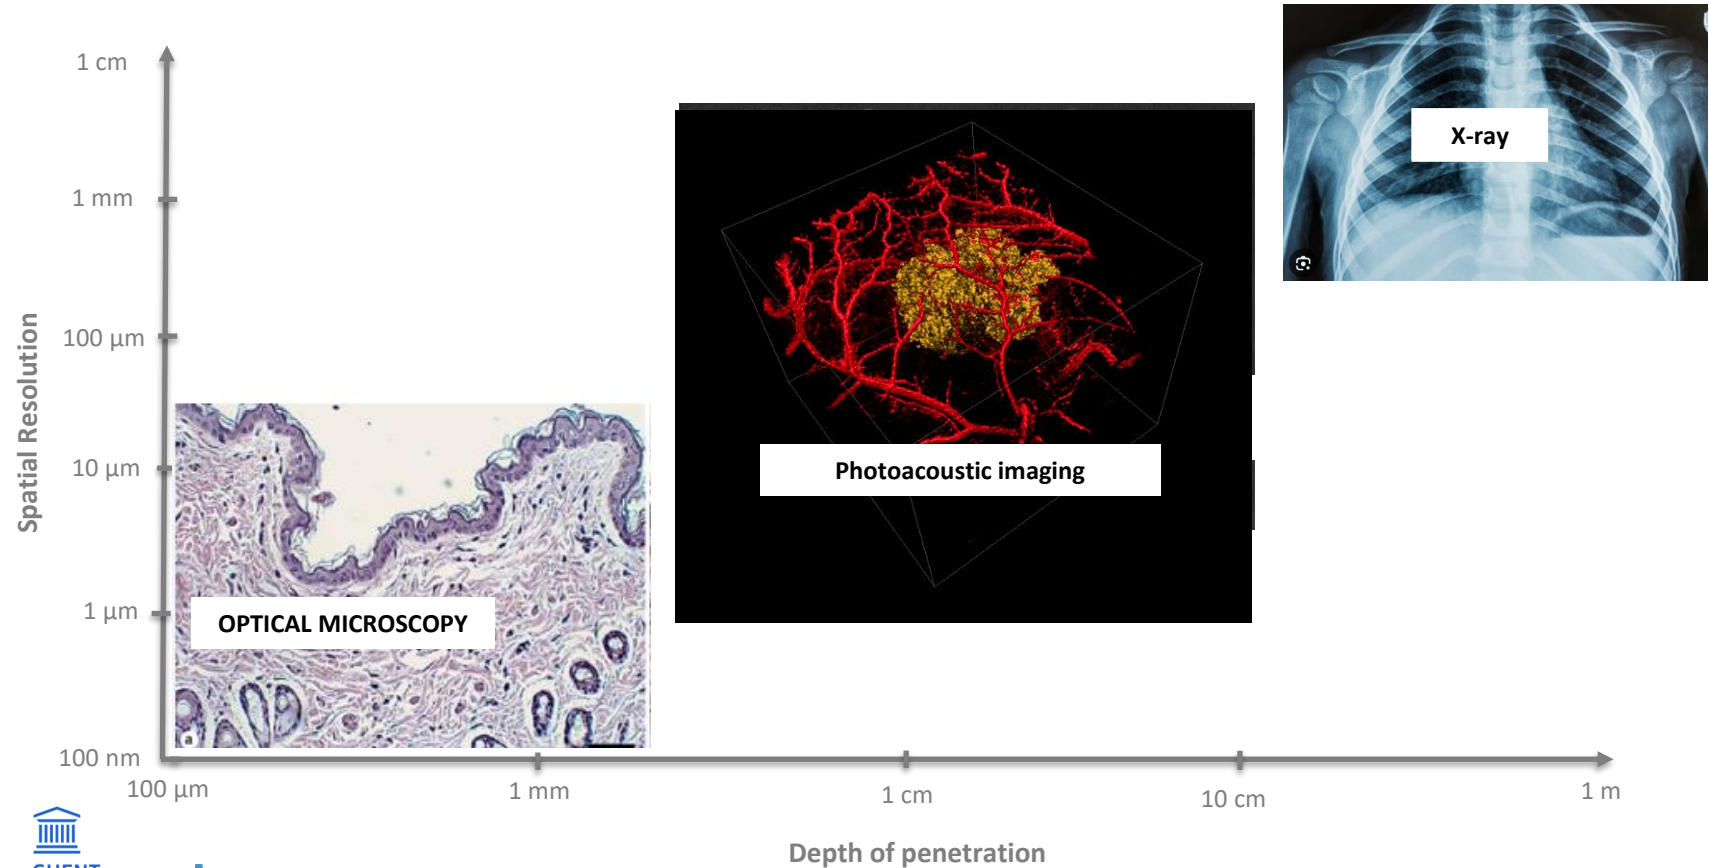 1 cm
1 mm
100 µm
10 µm
1 µm
100 nm
Spatial Resolution
X-ray
Photoacoustic imaging
OPTICAL MICROSCOPY
a
100 µm
1 mm
1 cm
10 cm
1 m
Depth of penetration